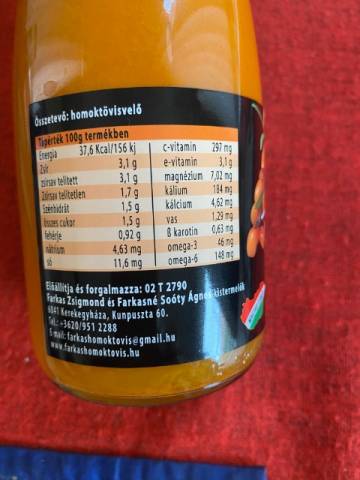 Összetevő: homoktövisvelő
Tápérték 100g termékben
Energia 37,6 Kcal/156 kj
Zsír 3,1 g
zsírsav telített 3,1 g
Zsírsav telítetlen 1,7 g
Szénhidrát 1,5 g
összes cukor 1,5 g
fehérje 0,92 g
nátrium 4,63 mg
só 11,6 mg
c-vitamin 297 mg
e-vitamin 3,1 g
magnézium 7,02 mg
kálium 184 mg
kálcium 4,62 mg
vas 1,29 mg
ß karotin 0,63 mg
omega-3 46 mg
omega-6 148 mg
Előállítja és forgalmazza: 02 T 2790
Farkas Zsigmond és Farkasné Soóty Ágnes kistermelők
6041 Kerekegyháza, Kunpuszta 60.
Tel.: +3620/951 2288
E-mail: farkashomoktovis@gmail.hu
www.farkashomoktovis.hu